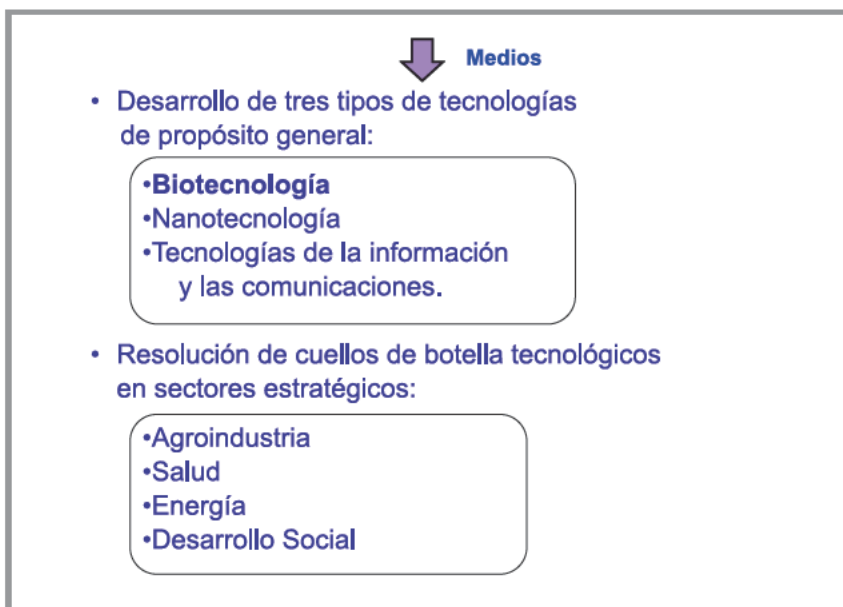 Medios
• Desarrollo de tres tipos de tecnologías
de propósito general:
•Biotecnología
•Nanotecnología
•Tecnologías de la información
y las comunicaciones.
• Resolución de cuellos de botella tecnológicos
en sectores estratégicos:
•Agroindustria
•Salud
•Energía
•Desarrollo Social